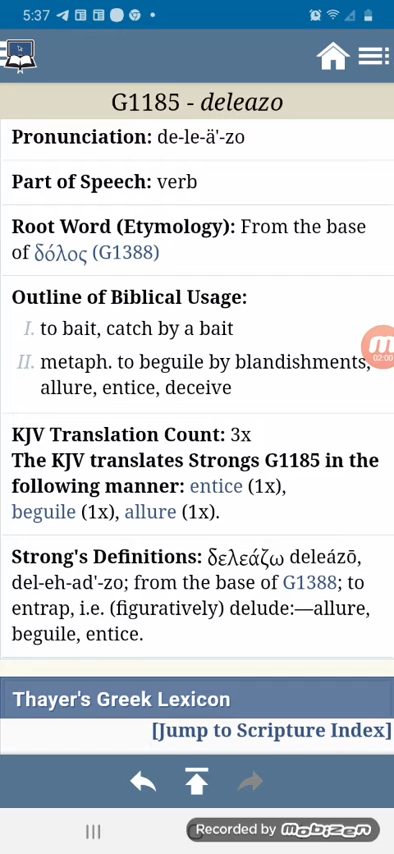 5:37
G1185 - deleazo
Pronunciation: de-le-ä'-zo
Part of Speech: verb
Root Word (Etymology): From the base
of δόλος (G1388)
Outline of Biblical Usage:
I. to bait, catch by a bait
II. metaph. to beguile by blandishments,
allure, entice, deceive
02:00
KJV Translation Count: 3x
The KJV translates Strongs G1185 in the
following manner: entice (1x),
beguile (1x), allure (1x).
Strong's Definitions: δελεάζω deleázō,
del-eh-ad'-zo; from the base of G1388; to
entrap, i.e. (figuratively) delude:—allure,
beguile, entice.
Thayer's Greek Lexicon
[Jump to Scripture Index]
Recorded by mobizen